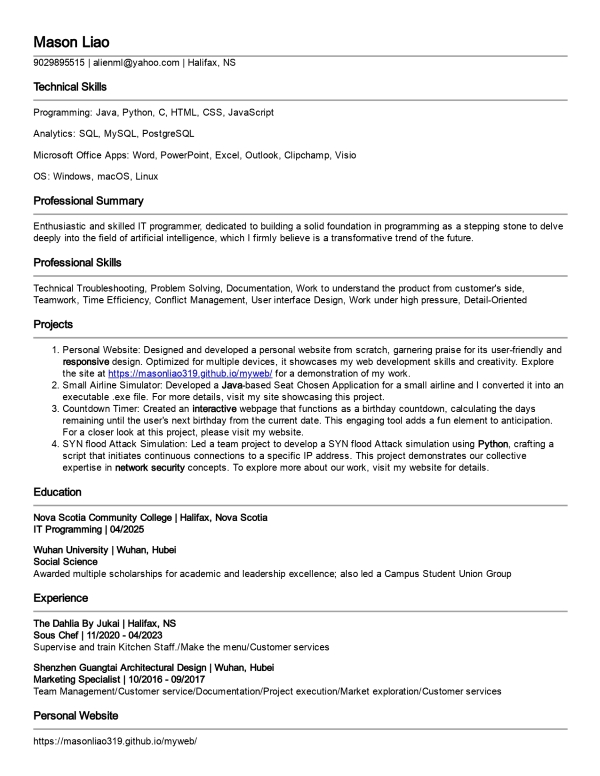 Mason Liao
9029895515 | alienml@yahoo.com | Halifax, NS
Technical Skills
Programming: Java, Python, C, HTML, CSS, JavaScript
Analytics: SQL, MySQL, PostgreSQL
Microsoft Office Apps: Word, PowerPoint, Excel, Outlook, Clipchamp, Visio
OS: Windows, macOS, Linux
Professional Summary
Enthusiastic and skilled IT programmer, dedicated to building a solid foundation in programming as a stepping stone to delve
deeply into the field of artificial intelligence, which I firmly believe is a transformative trend of the future.
Professional Skills
Technical Troubleshooting, Problem Solving, Documentation, Work to understand the product from customer's side,
Teamwork, Time Efficiency, Conflict Management, User interface Design, Work under high pressure, Detail-Oriented
Projects
1. Personal Website: Designed and developed a personal website from scratch, garnering praise for its user-friendly and
responsive design. Optimized for multiple devices, it showcases my web development skills and creativity. Explore
the site at https://masonliao319.github.io/myweb/ for a demonstration of my work.
2. Small Airline Simulator: Developed a Java-based Seat Chosen Application for a small airline and I converted it into an
executable .exe file. For more details, visit my site showcasing this project.
3. Countdown Timer: Created an interactive webpage that functions as a birthday countdown, calculating the days
remaining until the user's next birthday from the current date. This engaging tool adds a fun element to anticipation.
For a closer look at this project, please visit my website.
4. SYN flood Attack Simulation: Led a team project to develop a SYN flood Attack simulation using Python, crafting a
script that initiates continuous connections to a specific IP address. This project demonstrates our collective
expertise in network security concepts. To explore more about our work, visit my website for details.
Education
Nova Scotia Community College | Halifax, Nova Scotia
IT Programming | 04/2025
Wuhan University | Wuhan, Hubei
Social Science
Awarded multiple scholarships for academic and leadership excellence; also led a Campus Student Union Group
Experience
The Dahlia By Jukai | Halifax, NS
Sous Chef | 11/2020 - 04/2023
Supervise and train Kitchen Staff./Make the menu/Customer services
Shenzhen Guangtai Architectural Design | Wuhan, Hubei
Marketing Specialist | 10/2016 - 09/2017
Team Management/Customer service/Documentation/Project execution/Market exploration/Customer services
Personal Website
https://masonliao319.github.io/myweb/